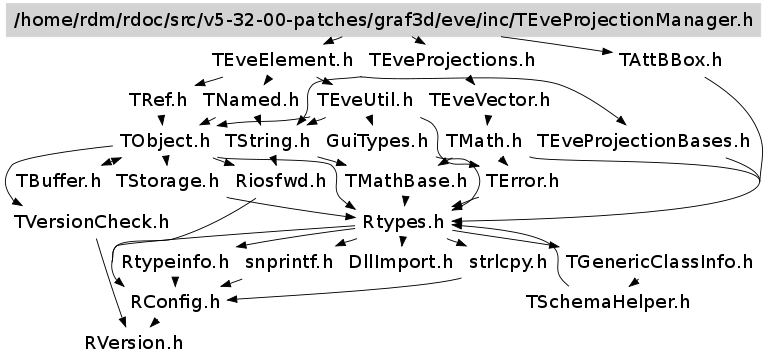 /home/rdm/rdoc/src/v5-32-00-patches/graf3d/eve/inc/TEveProjectionManager.h
TEveElement.h TEveProjections.h TAttBBox.h
TRef.h TNamed.h TEveUtil.h TEveVector.h
TObject.h TString.h GuiTypes.h TMath.h TEveProjectionBases.h
TBuffer.h TStorage.h Riosfwd.h TMathBase.h TError.h
TVersionCheck.h Rtypes.h
Rtypeinfo.h snprintf.h DllImport.h strlcpy.h TGenericClassInfo.h
RConfig.h TSchemaHelper.h
RVersion.h